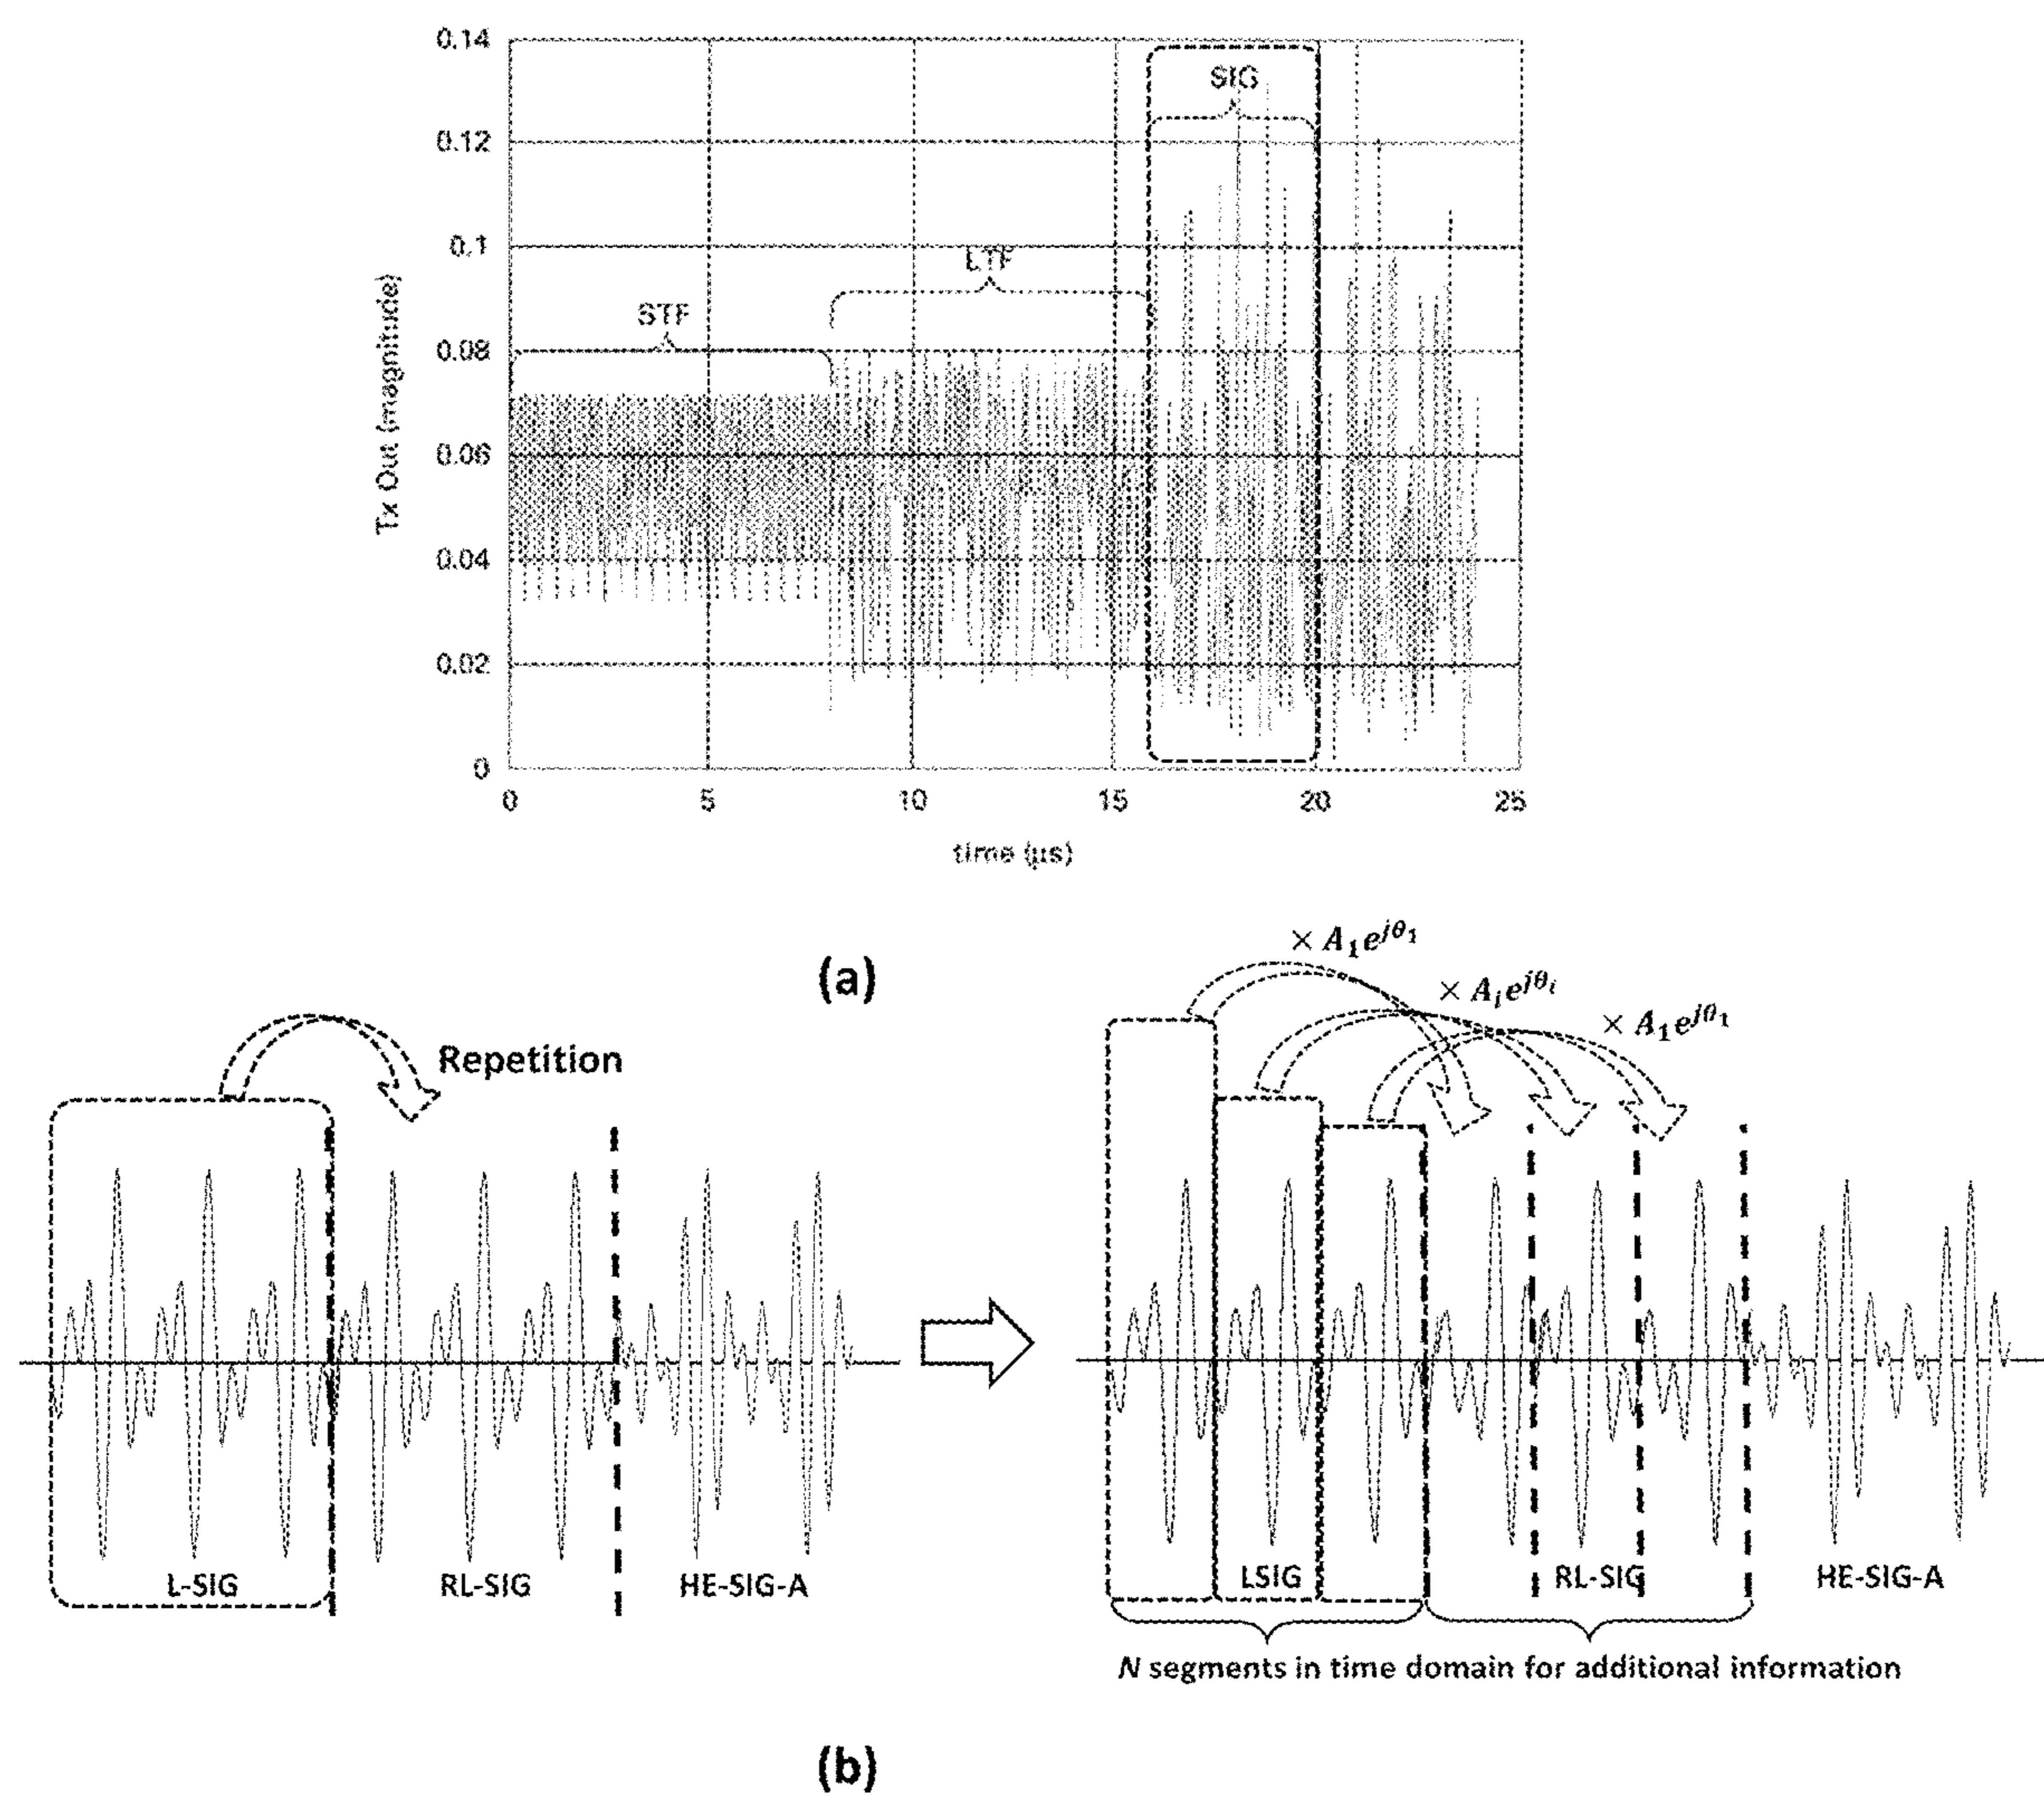 0.14
SIG
0.12
0.1
LTF
STF
0.08
0.06
0.04
0.02
0
Tx Out (magnitude)
0 5 10 15 20 25
time (μs)
(a)
× A₁e^{jθ₁}
× Aᵢe^{jθᵢ}
× A₁e^{jθ₁}
Repetition
L-SIG RL-SIG HE-SIG-A
LSIG RL-SIG HE-SIG-A
N segments in time domain for additional information
(b)